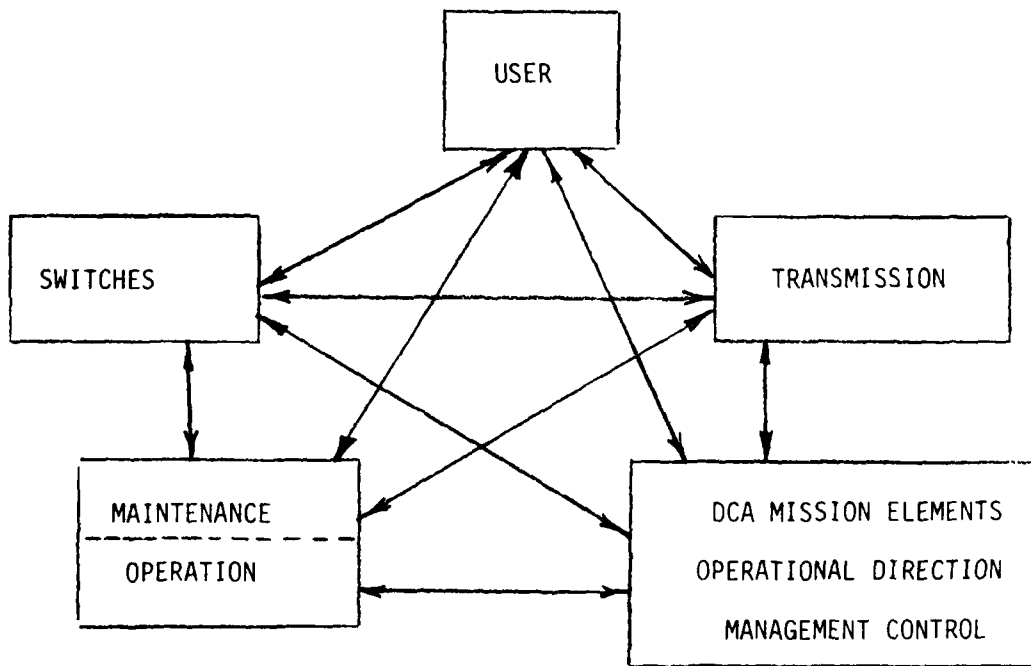 USER
SWITCHES
TRANSMISSION
MAINTENANCE
OPERATION
DCA MISSION ELEMENTS
OPERATIONAL DIRECTION
MANAGEMENT CONTROL